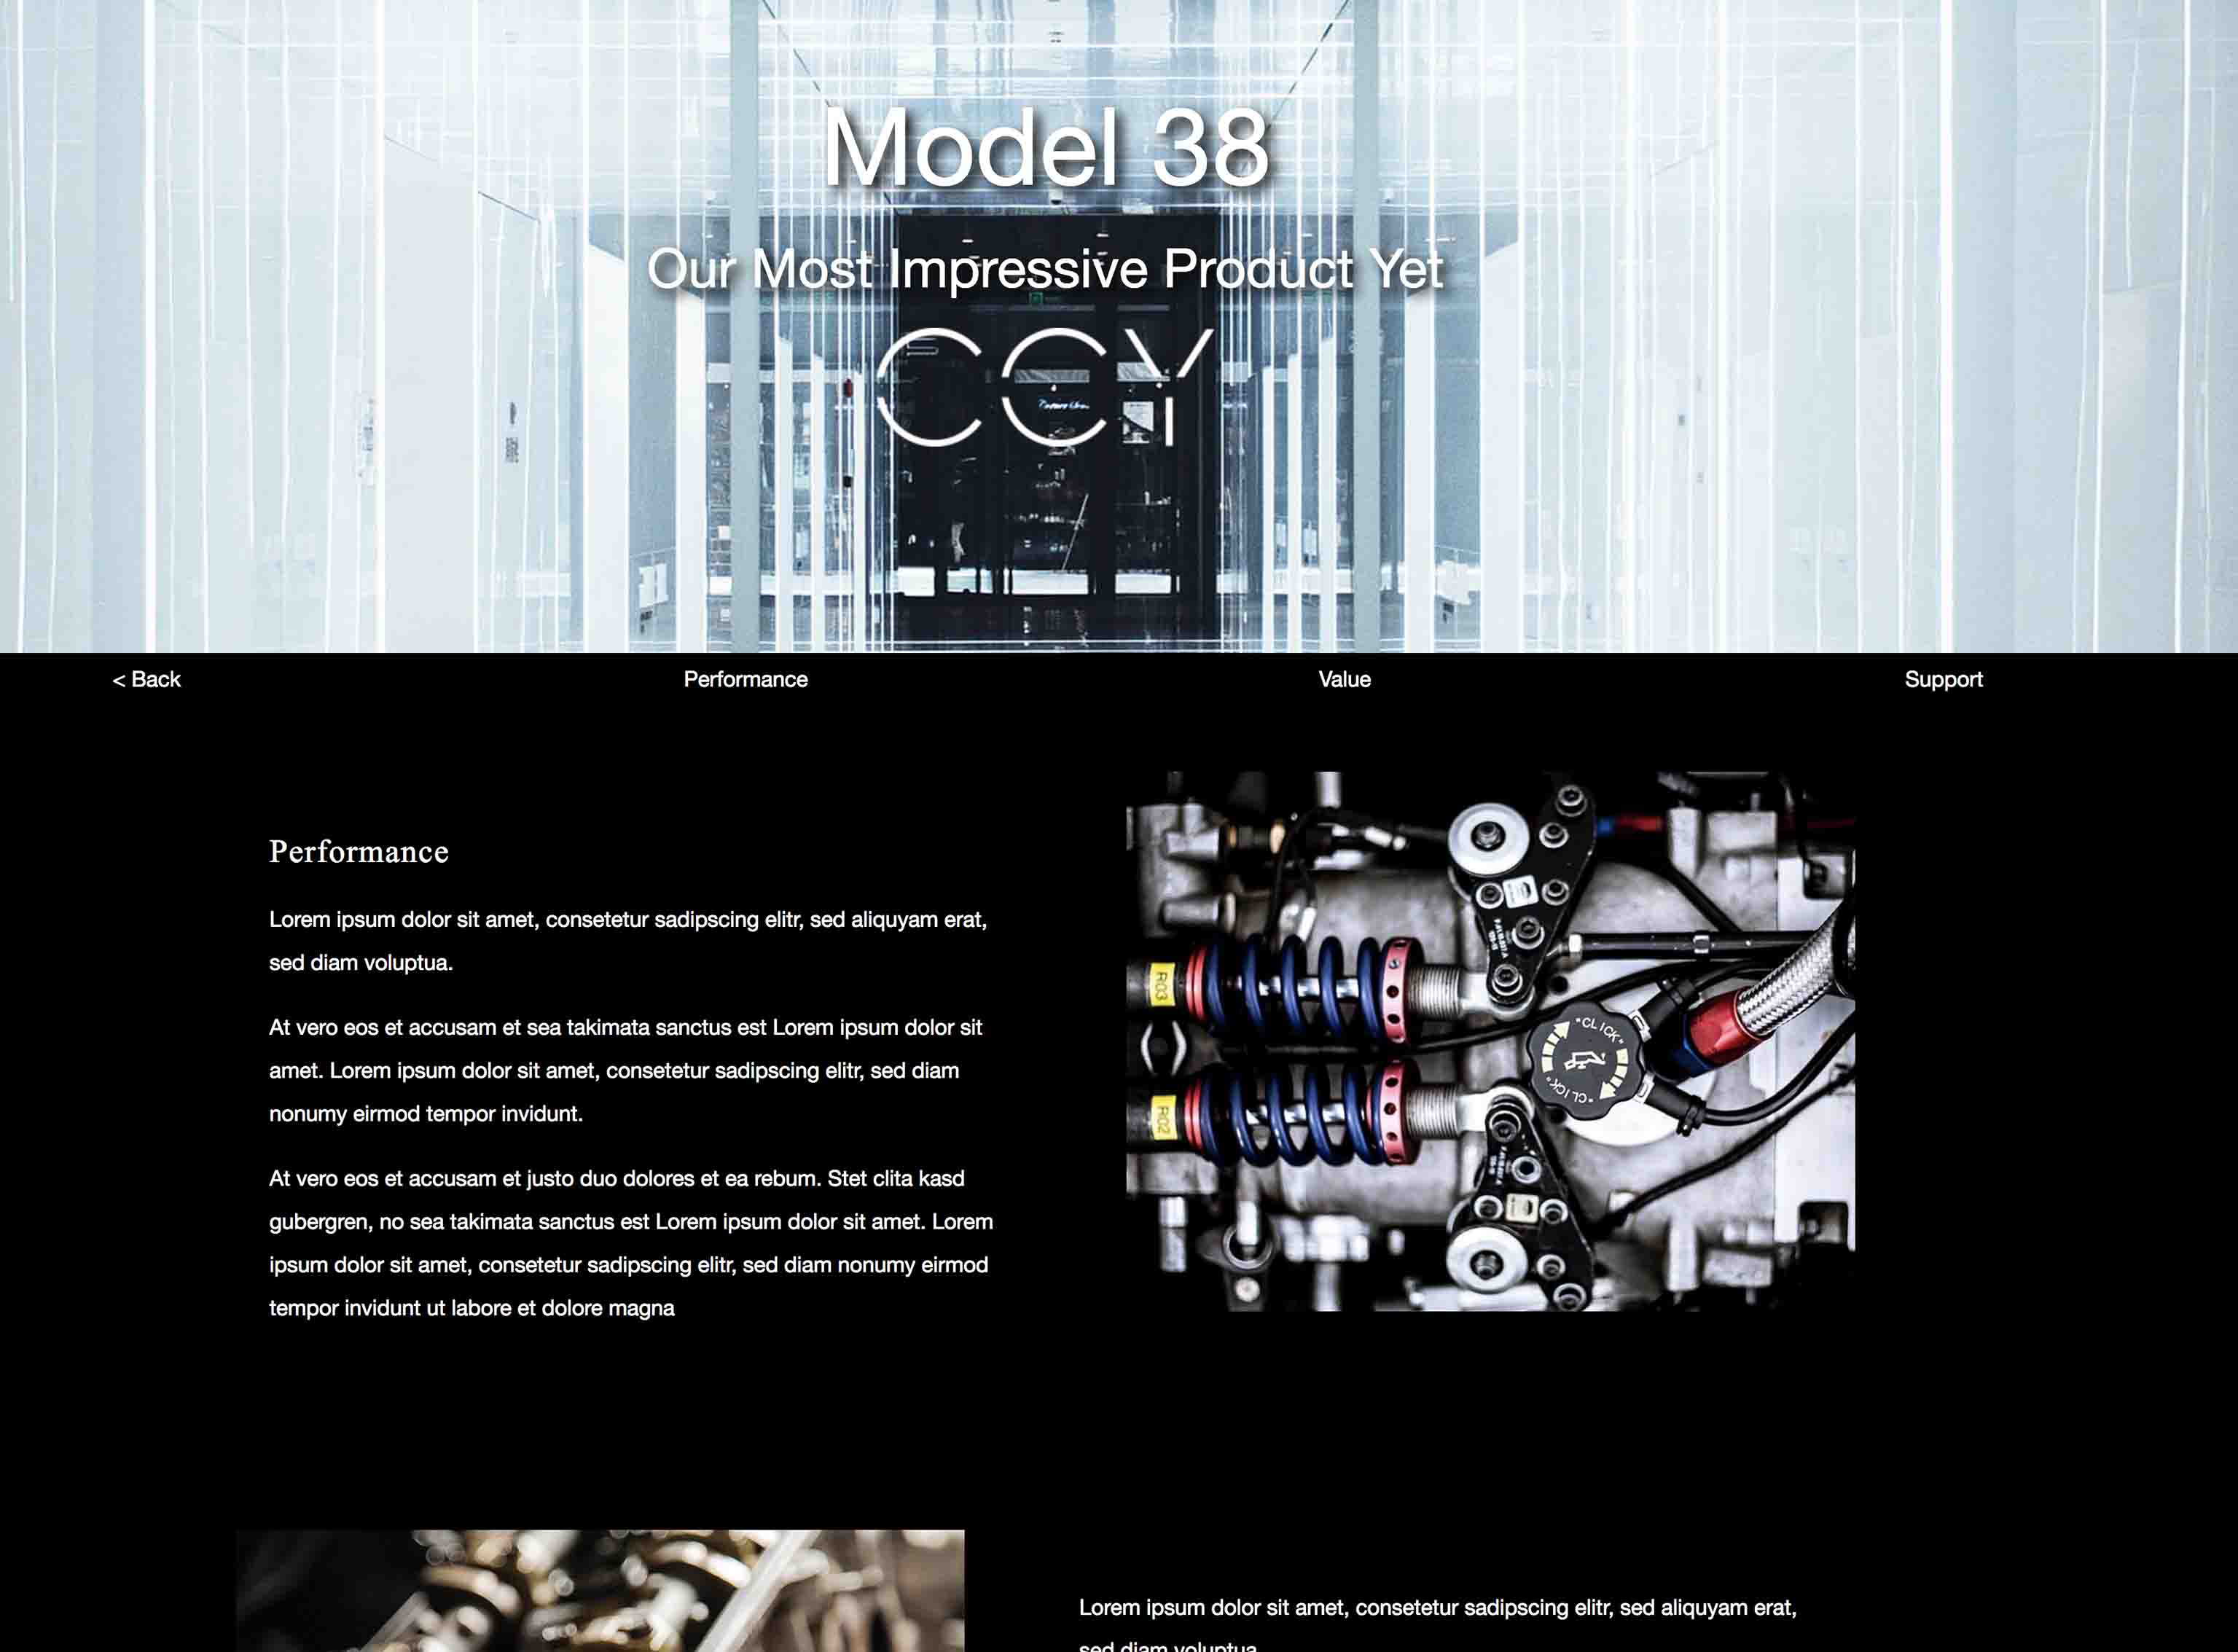 Model 38
Our Most Impressive Product Yet
CCY
< Back
Performance
Value
Support
Performance
Lorem ipsum dolor sit amet, consetetur sadipscing elitr, sed aliquyam erat,
sed diam voluptua.
At vero eos et accusam et sea takimata sanctus est Lorem ipsum dolor sit
amet. Lorem ipsum dolor sit amet, consetetur sadipscing elitr, sed diam
nonumy eirmod tempor invidunt.
At vero eos et accusam et justo duo dolores et ea rebum. Stet clita kasd
gubergren, no sea takimata sanctus est Lorem ipsum dolor sit amet. Lorem
ipsum dolor sit amet, consetetur sadipscing elitr, sed diam nonumy eirmod
tempor invidunt ut labore et dolore magna
R03
"CLICK"
"CLICK"
R02
Lorem ipsum dolor sit amet, consetetur sadipscing elitr, sed aliquyam erat,
sed diam voluptua.